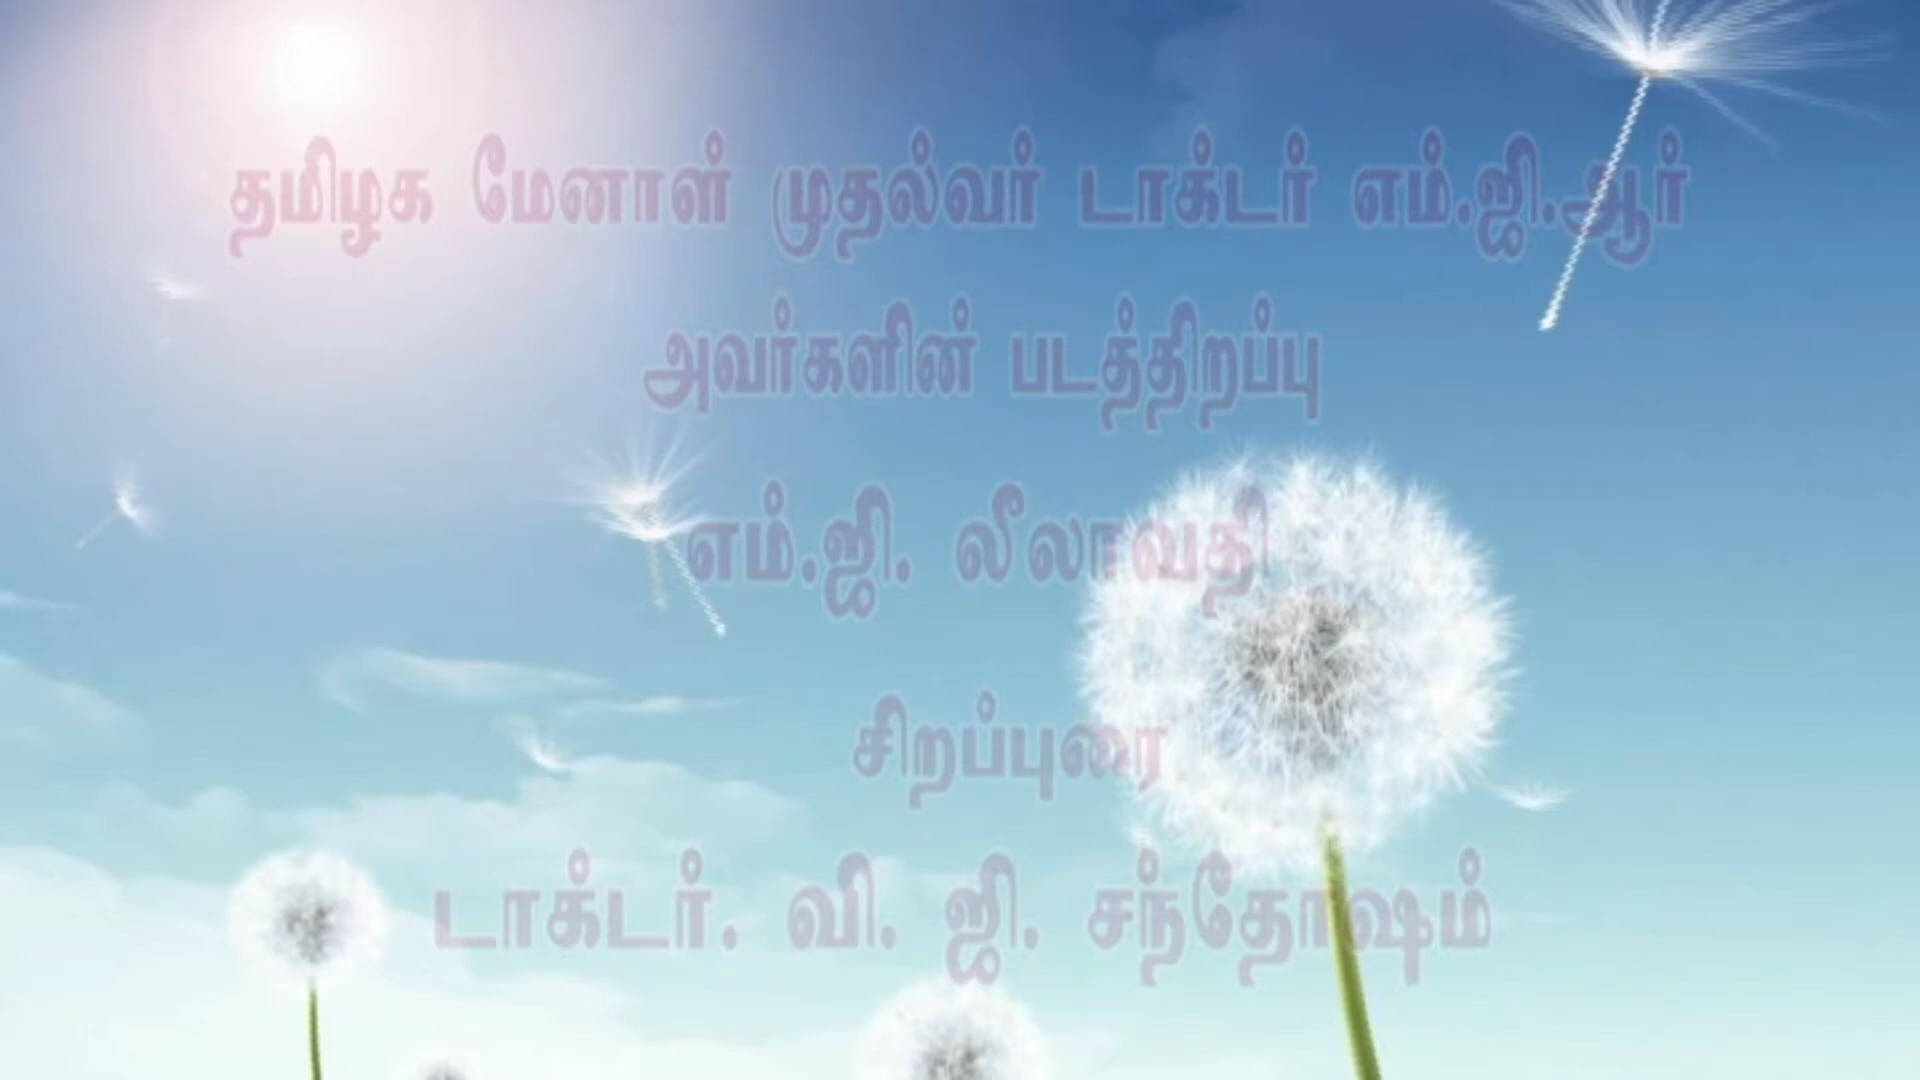 தமிழக மேனாள் முதல்வர் டாக்டர் எம்.ஜி.ஆர்
அவர்களின் படத்திறப்பு
எம்.ஜி. லீலாவதி
சிறப்புரை
டாக்டர். வி. ஜி. சந்தோஷம்